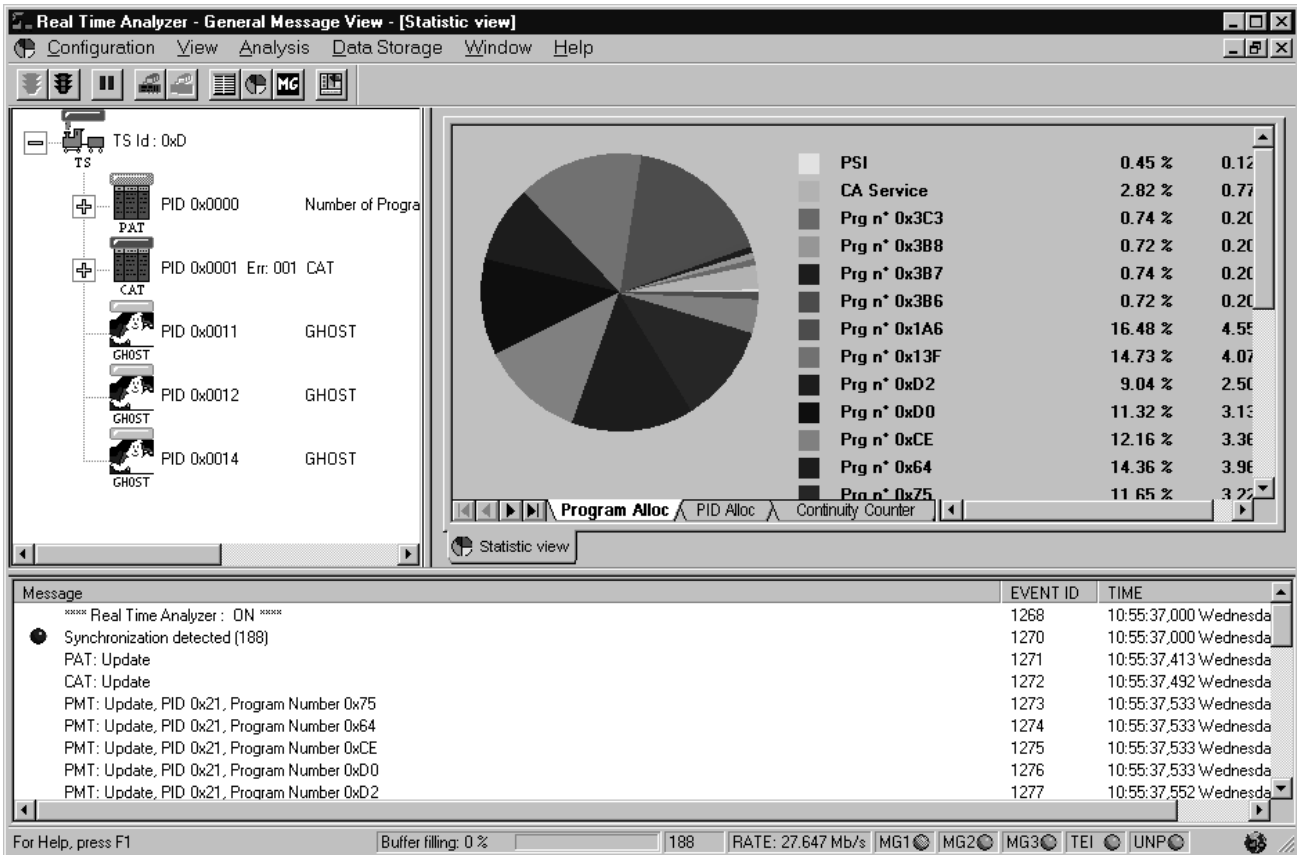 Real Time Analyzer - General Message View - [Statistic view]
Configuration View Analysis Data Storage Window Help
MG
TS Id : 0xD
TS
PID 0x0000 Number of Progra
PAT
PID 0x0001 Err: 001 CAT
CAT
PID 0x0011 GHOST
GHOST
PID 0x0012 GHOST
GHOST
PID 0x0014 GHOST
GHOST
PSI 0.45 % 0.12
CA Service 2.82 % 0.77
Prg n° 0x3C3 0.74 % 0.20
Prg n° 0x3B8 0.72 % 0.20
Prg n° 0x3B7 0.74 % 0.20
Prg n° 0x3B6 0.72 % 0.20
Prg n° 0x1A6 16.48 % 4.55
Prg n° 0x13F 14.73 % 4.07
Prg n° 0xD2 9.04 % 2.50
Prg n° 0xD0 11.32 % 3.13
Prg n° 0xCE 12.16 % 3.36
Prg n° 0x64 14.36 % 3.96
Prg n° 0x75 11.65 % 3.22
Program Alloc PID Alloc Continuity Counter
Statistic view
Message EVENT ID TIME
**** Real Time Analyzer : ON **** 1268 10:55:37,000 Wednesda
Synchronization detected (188) 1270 10:55:37,000 Wednesda
PAT: Update 1271 10:55:37,413 Wednesda
CAT: Update 1272 10:55:37,492 Wednesda
PMT: Update, PID 0x21, Program Number 0x75 1273 10:55:37,533 Wednesda
PMT: Update, PID 0x21, Program Number 0x64 1274 10:55:37,533 Wednesda
PMT: Update, PID 0x21, Program Number 0xCE 1275 10:55:37,533 Wednesda
PMT: Update, PID 0x21, Program Number 0xD0 1276 10:55:37,533 Wednesda
PMT: Update, PID 0x21, Program Number 0xD2 1277 10:55:37,552 Wednesda
For Help, press F1 Buffer filling: 0 % 188 RATE: 27.647 Mb/s MG1 MG2 MG3 TEI UNP